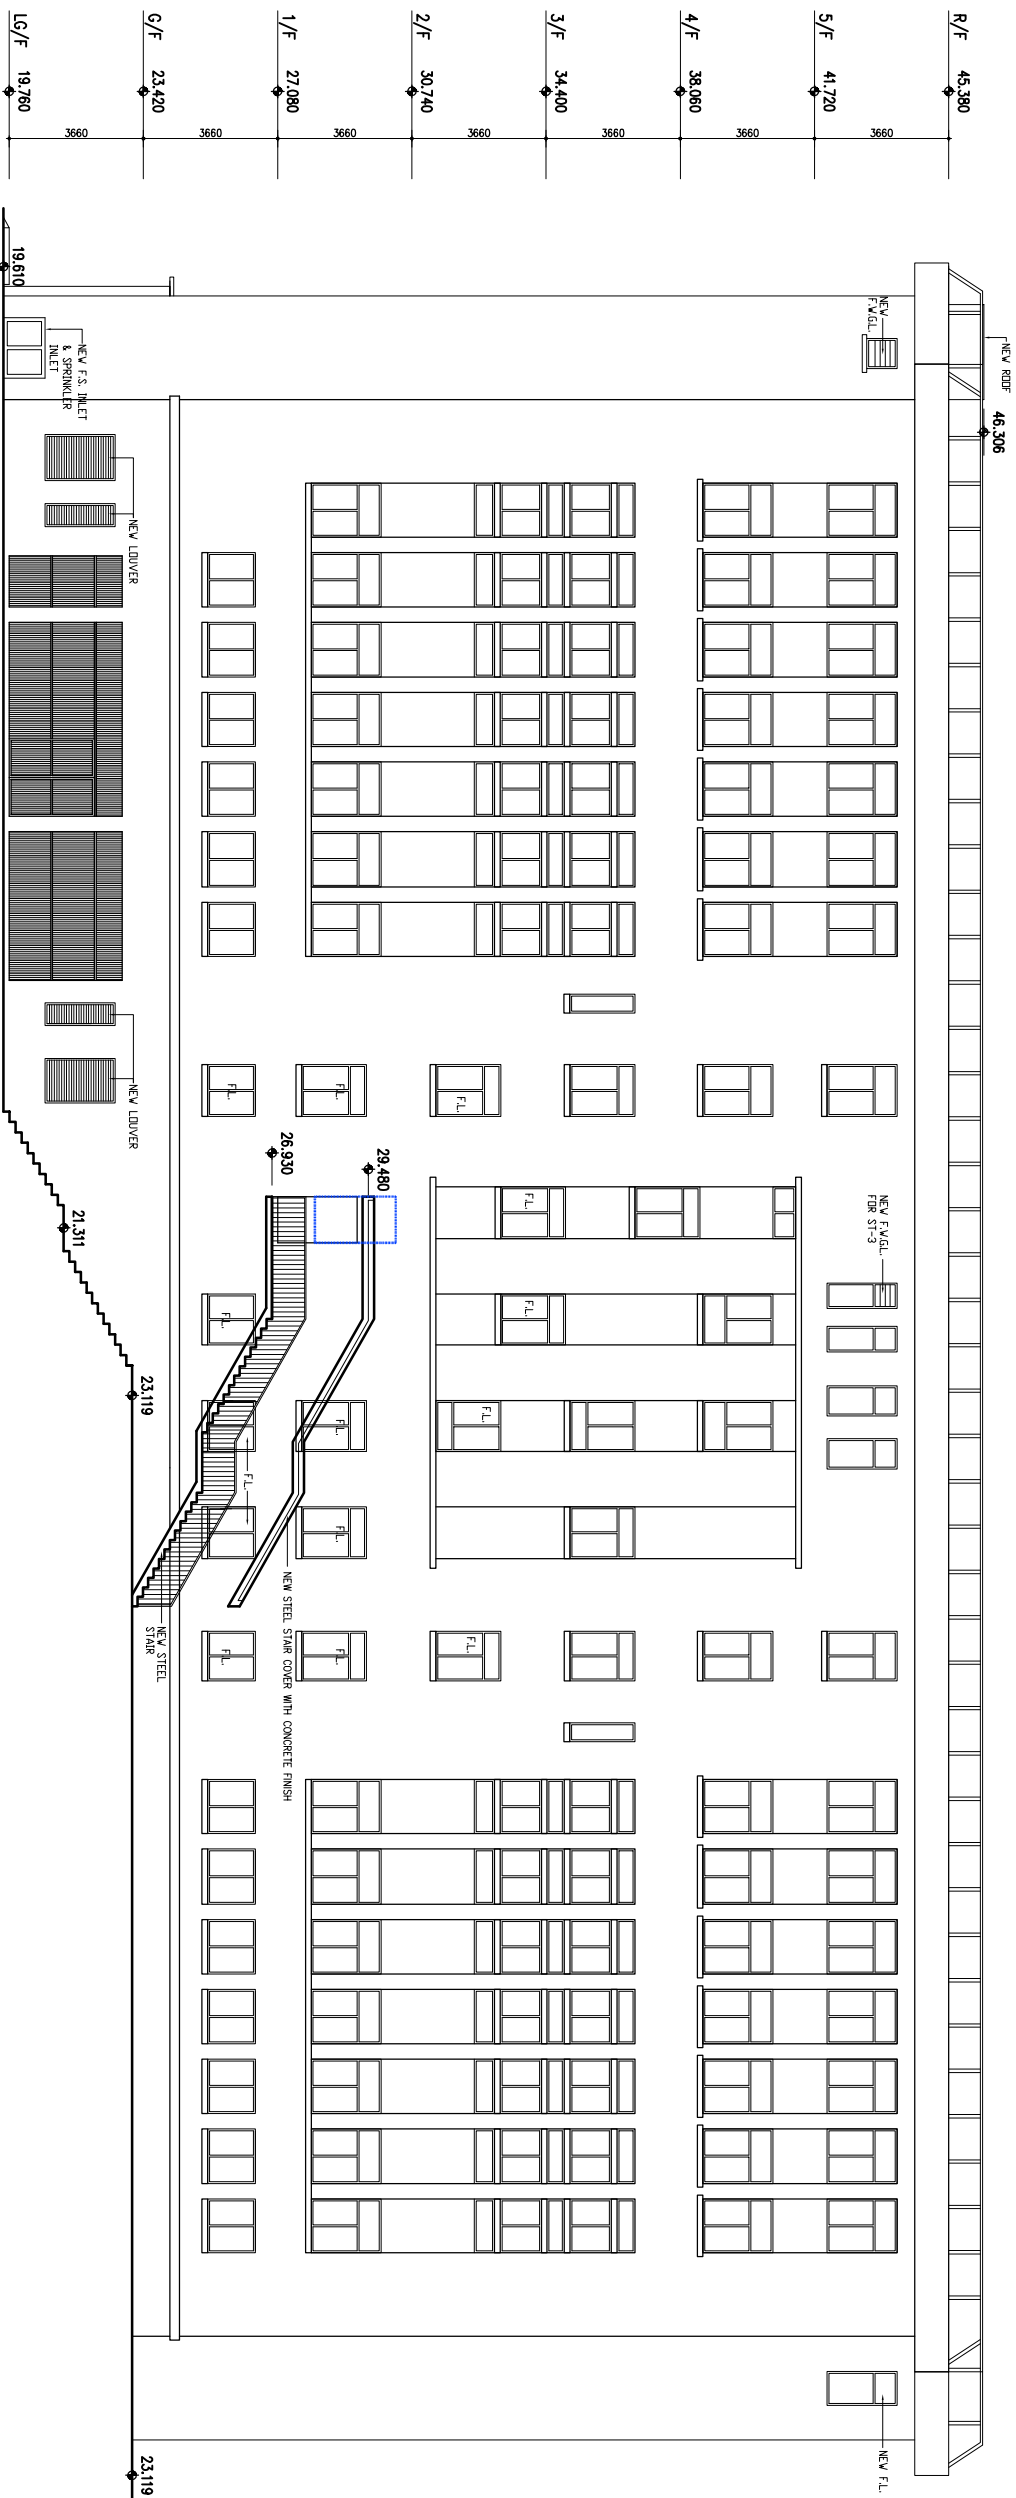 R/F
45.380
3660
5/F
41.720
3660
4/F
38.060
3660
3/F
34.400
3660
2/F
30.740
3660
1/F
27.080
3660
G/F
23.420
3660
LG/F
19.760
19.610
NEW ROOF
46.306
NEW
F.W.G.L.
NEW F.S. INLET
& SPRINKLER
INLET
NEW LOUVER
NEW LOUVER
F.L.
F.L.
F.L.
26.930
29.480
21.311
23.119
NEW F.W.G.L.
FOR ST-3
F.L.
F.L.
F.L.
F.L.
F.L.
F.L.
F.L.
NEW STEEL STAIR COVER WITH CONCRETE FINISH
NEW STEEL
STAIR
F.L.
F.L.
F.L.
NEW F.L.
23.119